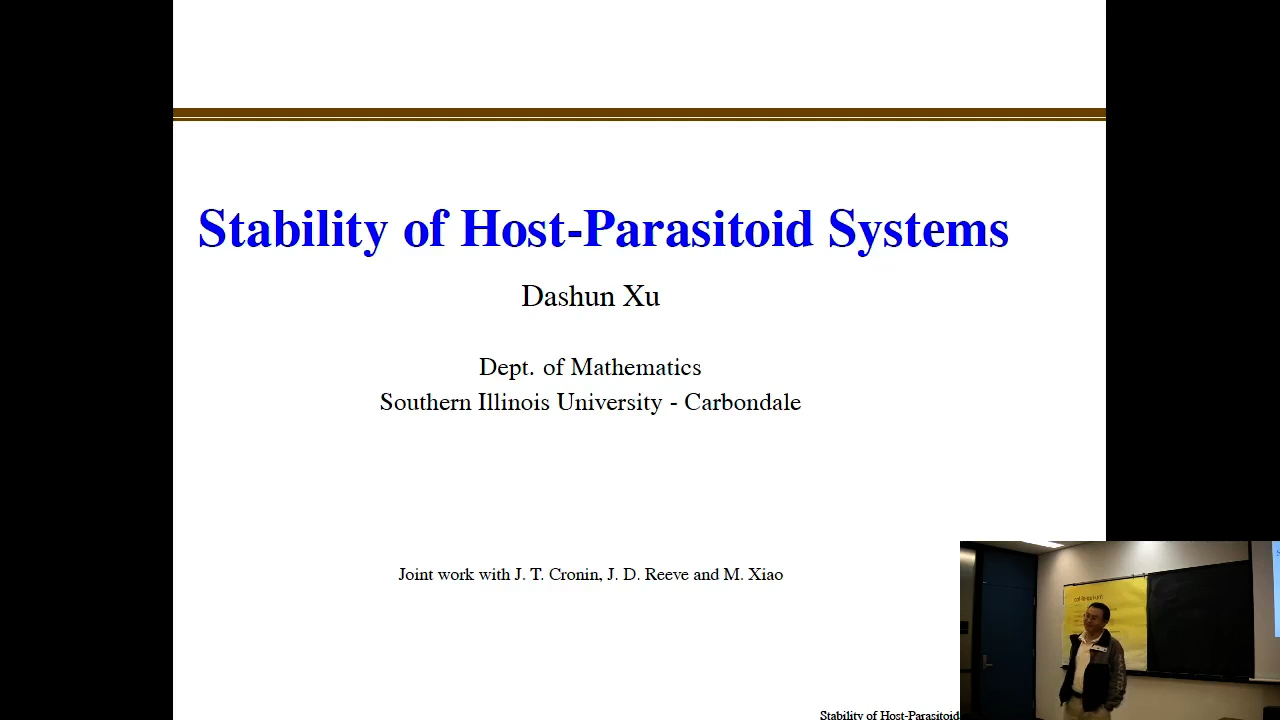 Stability of Host-Parasitoid Systems
Dashun Xu
Dept. of Mathematics
Southern Illinois University - Carbondale
Joint work with J. T. Cronin, J. D. Reeve and M. Xiao
Stability of Host-Parasitoid